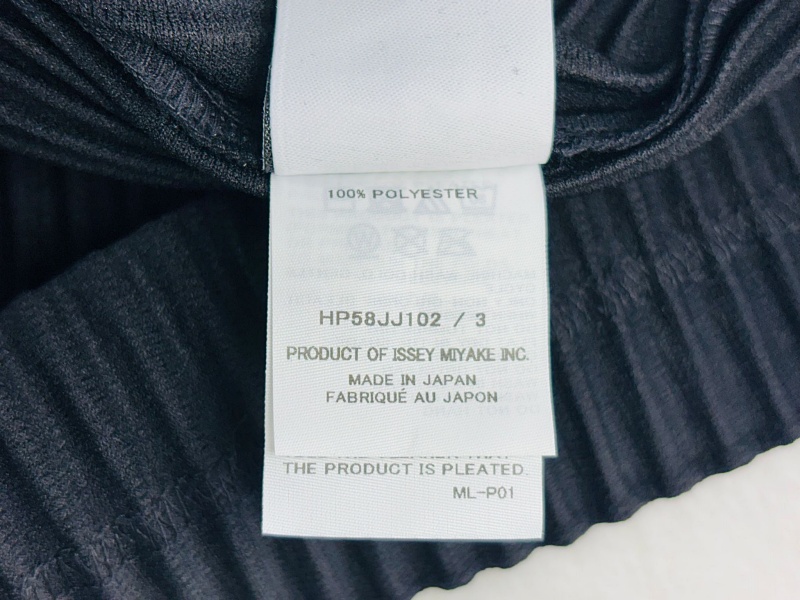 100% POLYESTER
HP58JJ102 / 3
PRODUCT OF ISSEY MIYAKE INC.
MADE IN JAPAN
FABRIQUÉ AU JAPON
THE PRODUCT IS PLEATED.
ML-P01